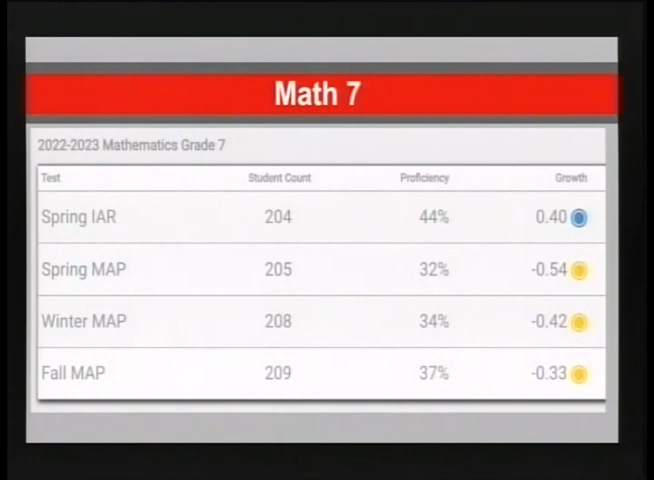 Math 7
2022-2023 Mathematics Grade 7
Test Student Count Proficiency Growth
Spring IAR 204 44% 0.40
Spring MAP 205 32% -0.54
Winter MAP 208 34% -0.42
Fall MAP 209 37% -0.33